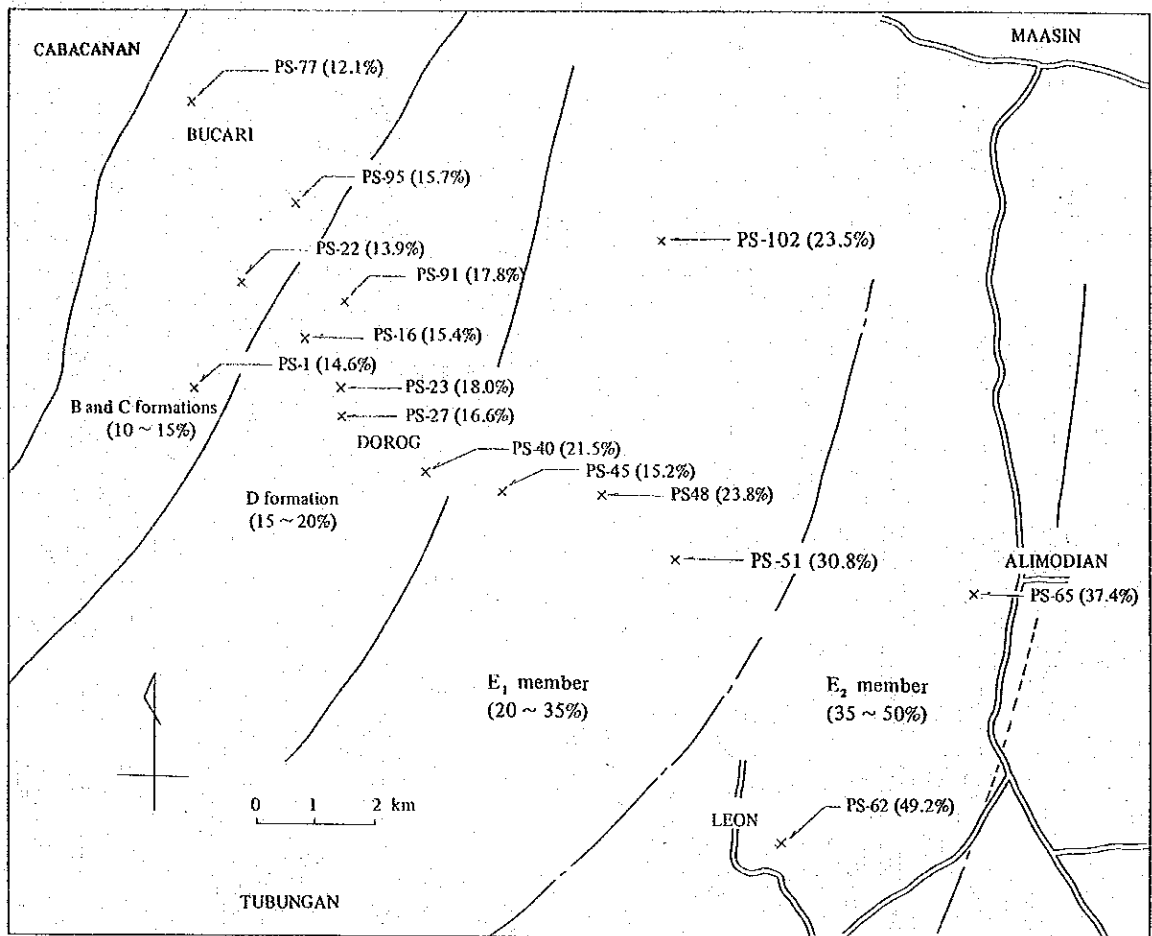 CABACANAN
MAASIN
PS-77 (12.1%)
BUCARI
PS-95 (15.7%)
PS-102 (23.5%)
PS-22 (13.9%)
PS-91 (17.8%)
PS-16 (15.4%)
PS-1 (14.6%)
PS-23 (18.0%)
B and C formations
(10 ~ 15%)
PS-27 (16.6%)
DOROG
PS-40 (21.5%)
PS-45 (15.2%)
PS48 (23.8%)
D formation
(15 ~ 20%)
PS-51 (30.8%)
ALIMODIAN
PS-65 (37.4%)
E₁ member
(20 ~ 35%)
E₂ member
(35 ~ 50%)
0 1 2 km
PS-62 (49.2%)
LEON
TUBUNGAN